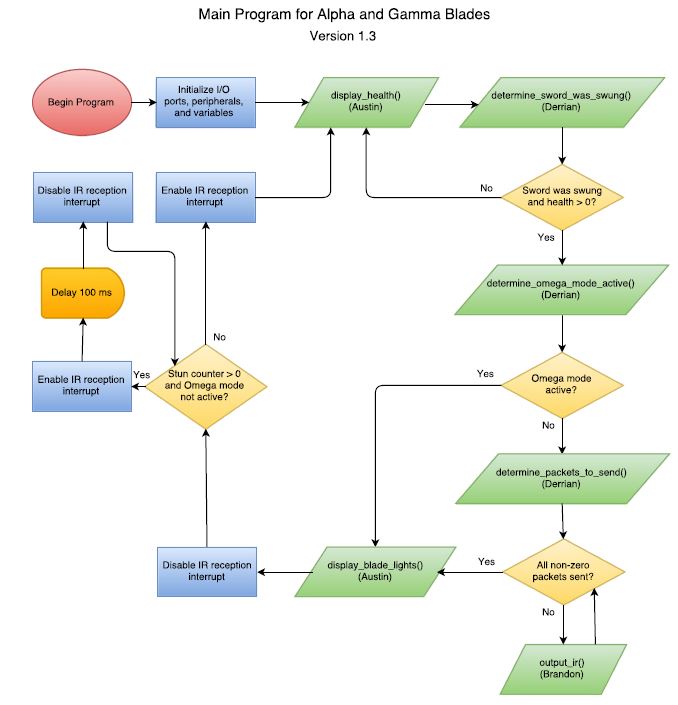 Main Program for Alpha and Gamma Blades
Version 1.3
Begin Program
Initialize I/O
ports, peripherals,
and variables
display_health()
(Austin)
determine_sword_was_swung()
(Derrian)
Disable IR reception
interrupt
Enable IR reception
interrupt
No
Sword was swung
and health > 0?
Yes
Delay 100 ms
determine_omega_mode_active()
(Derrian)
No
Enable IR reception
interrupt
Yes
Stun counter > 0
and Omega mode
not active?
Yes
Omega mode
active?
No
determine_packets_to_send()
(Derrian)
Disable IR reception
interrupt
display_blade_lights()
(Austin)
Yes
All non-zero
packets sent?
No
output_ir()
(Brandon)